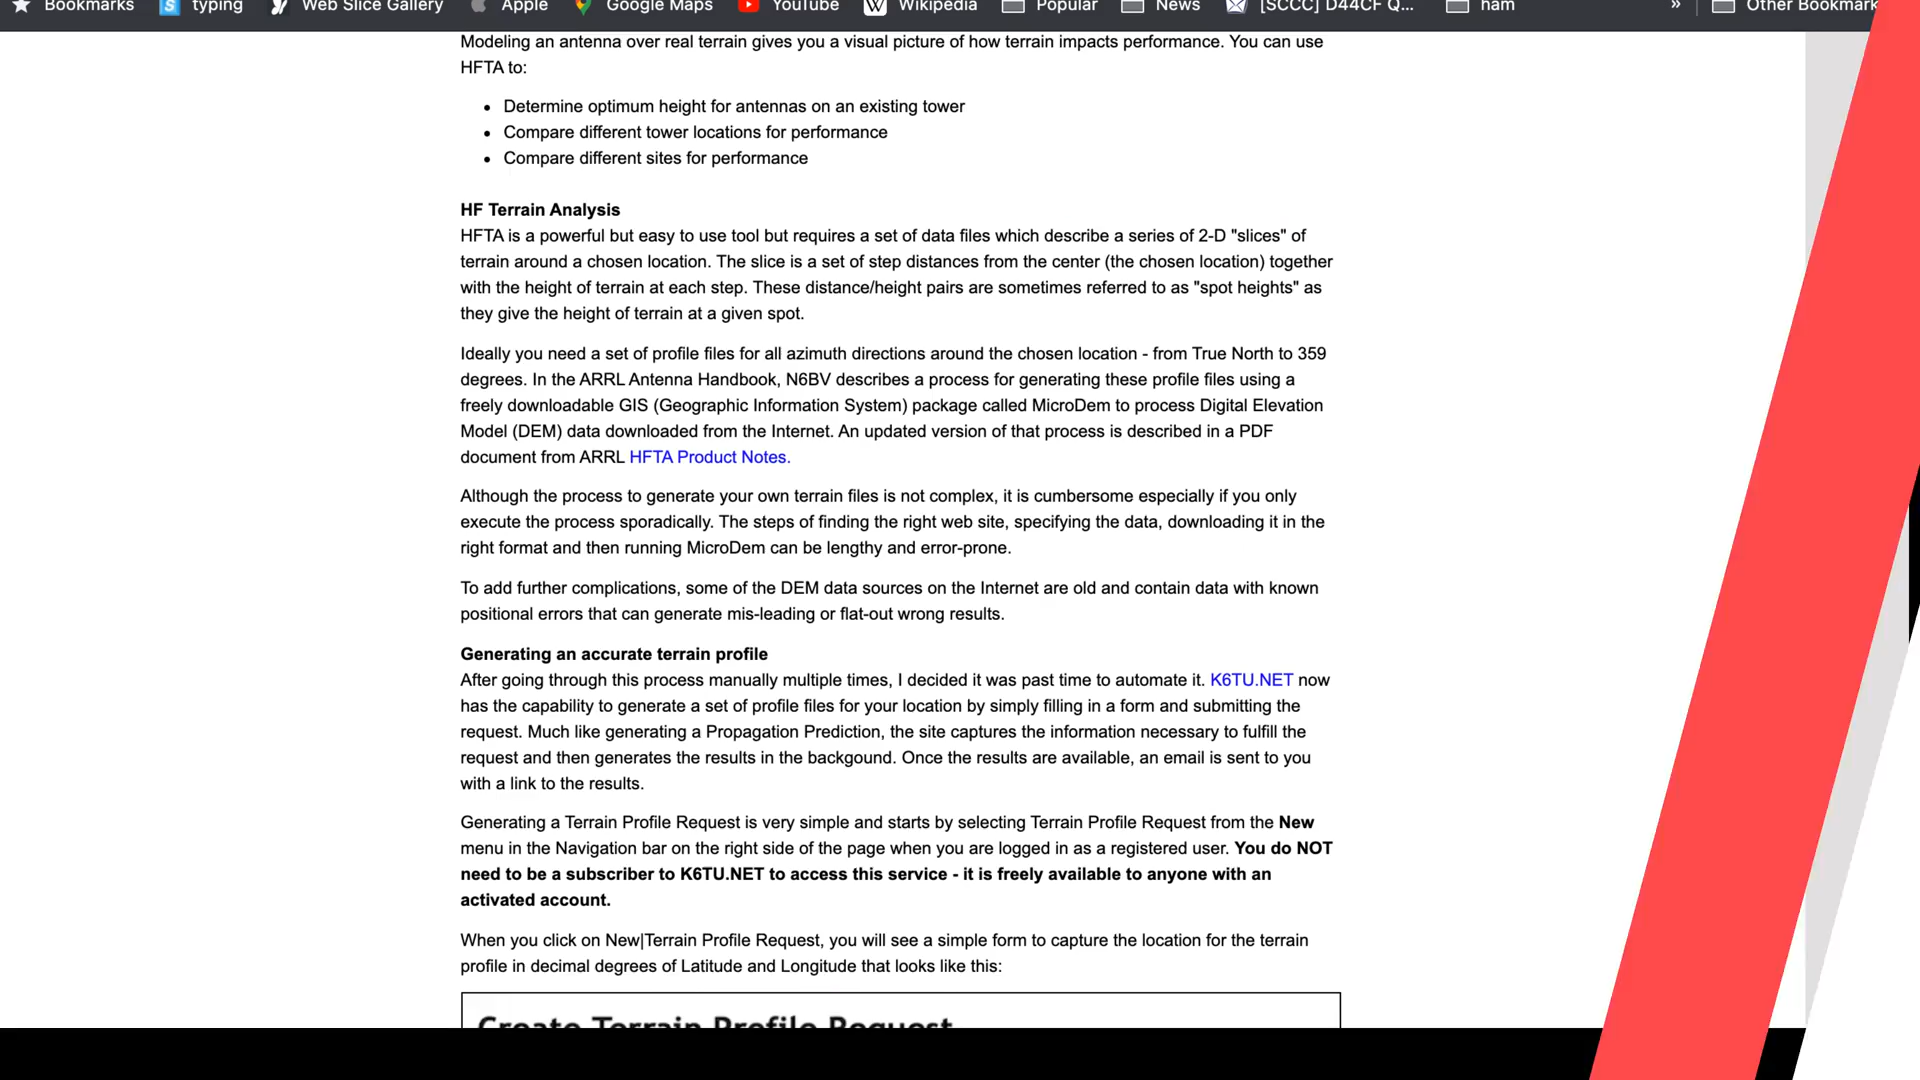 Bookmarks typing Web Slice Gallery Apple Google Maps YouTube Wikipedia Popular News [SCCC] D44CF Q... ham » Other Bookmark
Modeling an antenna over real terrain gives you a visual picture of how terrain impacts performance. You can use
HFTA to:
• Determine optimum height for antennas on an existing tower
• Compare different tower locations for performance
• Compare different sites for performance
HF Terrain Analysis
HFTA is a powerful but easy to use tool but requires a set of data files which describe a series of 2-D "slices" of
terrain around a chosen location. The slice is a set of step distances from the center (the chosen location) together
with the height of terrain at each step. These distance/height pairs are sometimes referred to as "spot heights" as
they give the height of terrain at a given spot.
Ideally you need a set of profile files for all azimuth directions around the chosen location - from True North to 359
degrees. In the ARRL Antenna Handbook, N6BV describes a process for generating these profile files using a
freely downloadable GIS (Geographic Information System) package called MicroDem to process Digital Elevation
Model (DEM) data downloaded from the Internet. An updated version of that process is described in a PDF
document from ARRL HFTA Product Notes.
Although the process to generate your own terrain files is not complex, it is cumbersome especially if you only
execute the process sporadically. The steps of finding the right web site, specifying the data, downloading it in the
right format and then running MicroDem can be lengthy and error-prone.
To add further complications, some of the DEM data sources on the Internet are old and contain data with known
positional errors that can generate mis-leading or flat-out wrong results.
Generating an accurate terrain profile
After going through this process manually multiple times, I decided it was past time to automate it. K6TU.NET now
has the capability to generate a set of profile files for your location by simply filling in a form and submitting the
request. Much like generating a Propagation Prediction, the site captures the information necessary to fulfill the
request and then generates the results in the backgound. Once the results are available, an email is sent to you
with a link to the results.
Generating a Terrain Profile Request is very simple and starts by selecting Terrain Profile Request from the New
menu in the Navigation bar on the right side of the page when you are logged in as a registered user. You do NOT
need to be a subscriber to K6TU.NET to access this service - it is freely available to anyone with an
activated account.
When you click on New|Terrain Profile Request, you will see a simple form to capture the location for the terrain
profile in decimal degrees of Latitude and Longitude that looks like this:
Create Terrain Profile Request